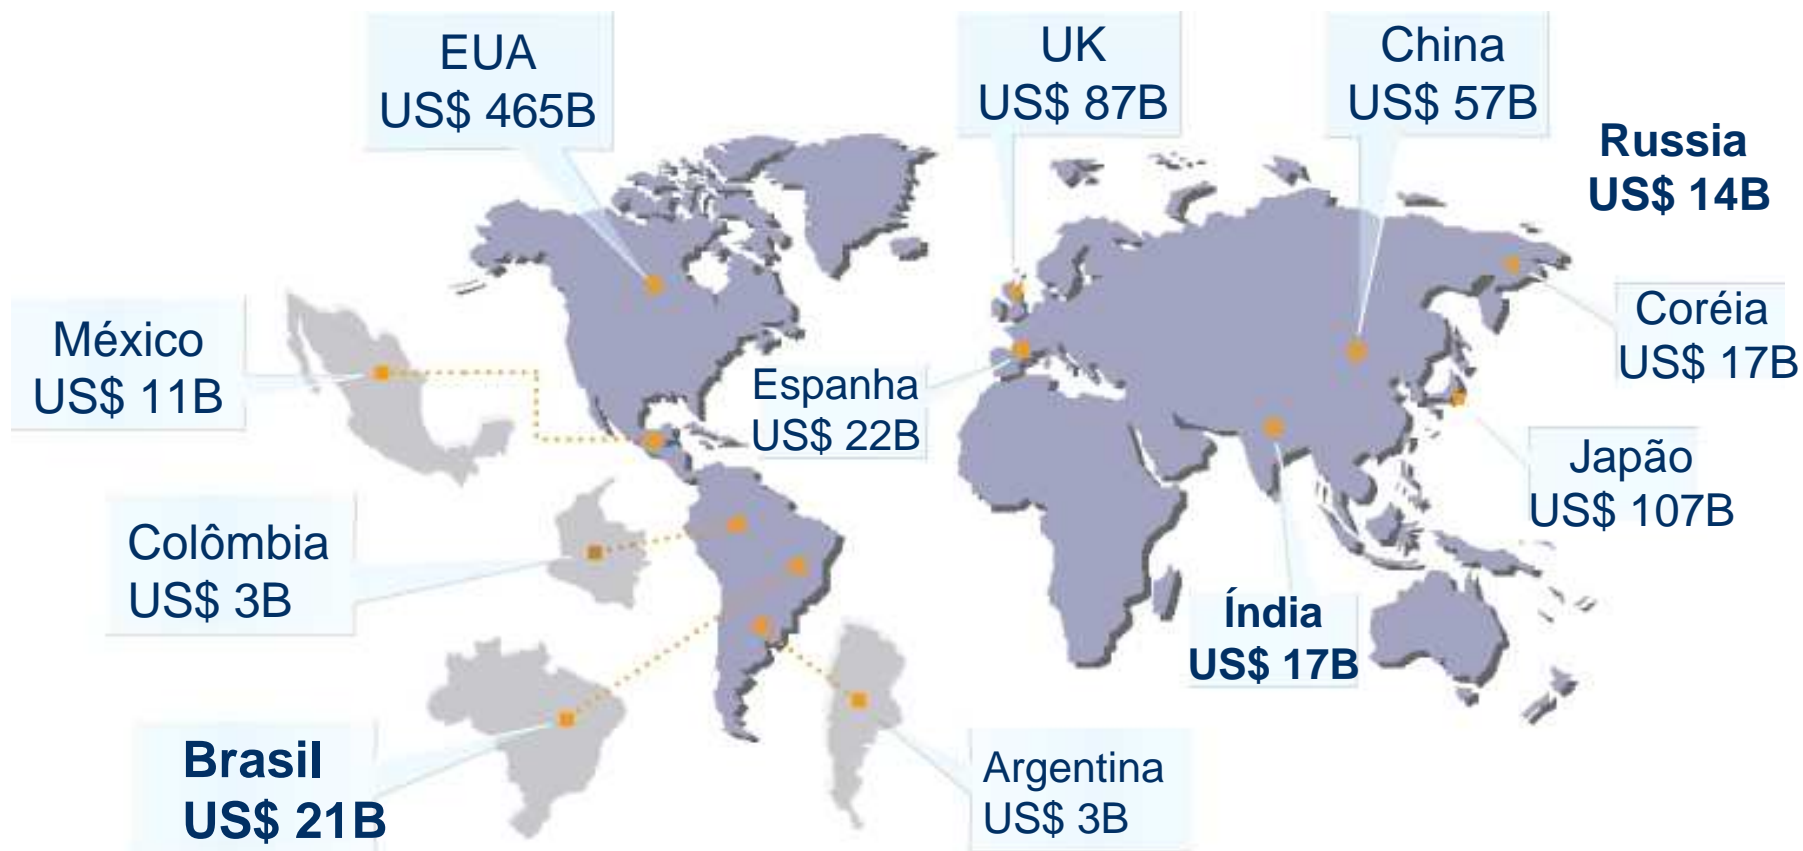 EUA
US$ 465B
UK
US$ 87B
China
US$ 57B
Russia
US$ 14B
México
US$ 11B
Espanha
US$ 22B
Coréia
US$ 17B
Japão
US$ 107B
Colômbia
US$ 3B
Índia
US$ 17B
Brasil
US$ 21B
Argentina
US$ 3B